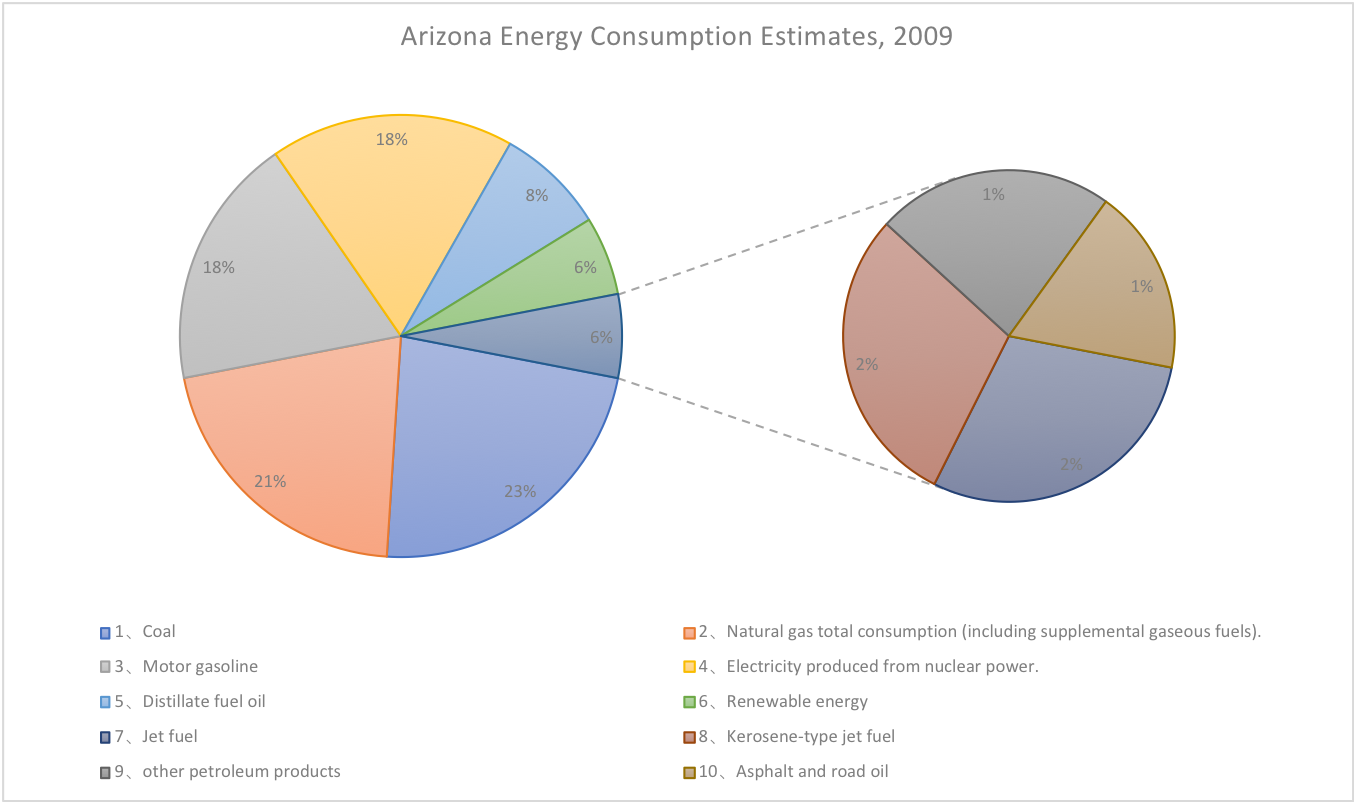 Arizona Energy Consumption Estimates, 2009
18%
8%
1%
18%
6%
1%
6%
2%
21%
23%
2%
1、Coal
2、Natural gas total consumption (including supplemental gaseous fuels).
3、Motor gasoline
4、Electricity produced from nuclear power.
5、Distillate fuel oil
6、Renewable energy
7、Jet fuel
8、Kerosene-type jet fuel
9、other petroleum products
10、Asphalt and road oil